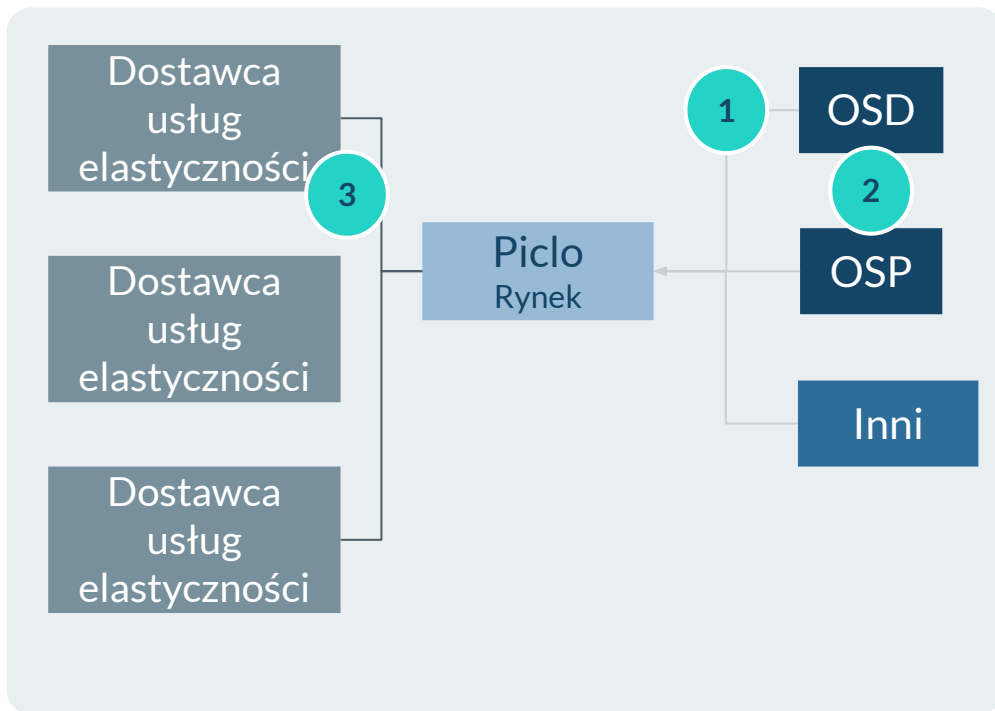 Dostawca
usług
elastyczności
3
Dostawca
usług
elastyczności
Dostawca
usług
elastyczności
Piclo
Rynek
1
OSD
2
OSP
Inni